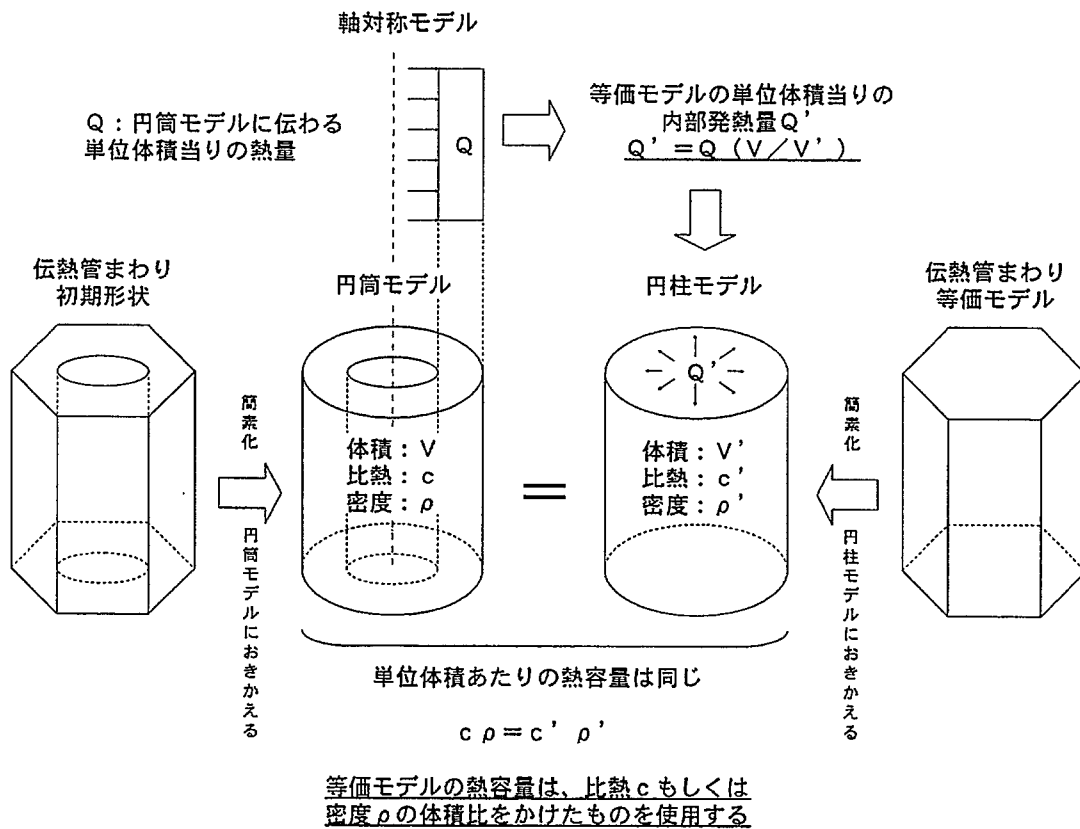 軸対称モデル
Q:円筒モデルに伝わる
単位体積当りの熱量
Q
等価モデルの単位体積当りの
内部発熱量Q'
Q'=Q(V/V')
伝熱管まわり
初期形状
円筒モデル
円柱モデル
伝熱管まわり
等価モデル
簡素化
円筒モデルにおきかえる
体積:V
比熱:c
密度:ρ
=
Q'
体積:V'
比熱:c'
密度:ρ'
簡素化
円柱モデルにおきかえる
単位体積あたりの熱容量は同じ
cρ=c'ρ'
等価モデルの熱容量は、比熱cもしくは
密度ρの体積比をかけたものを使用する